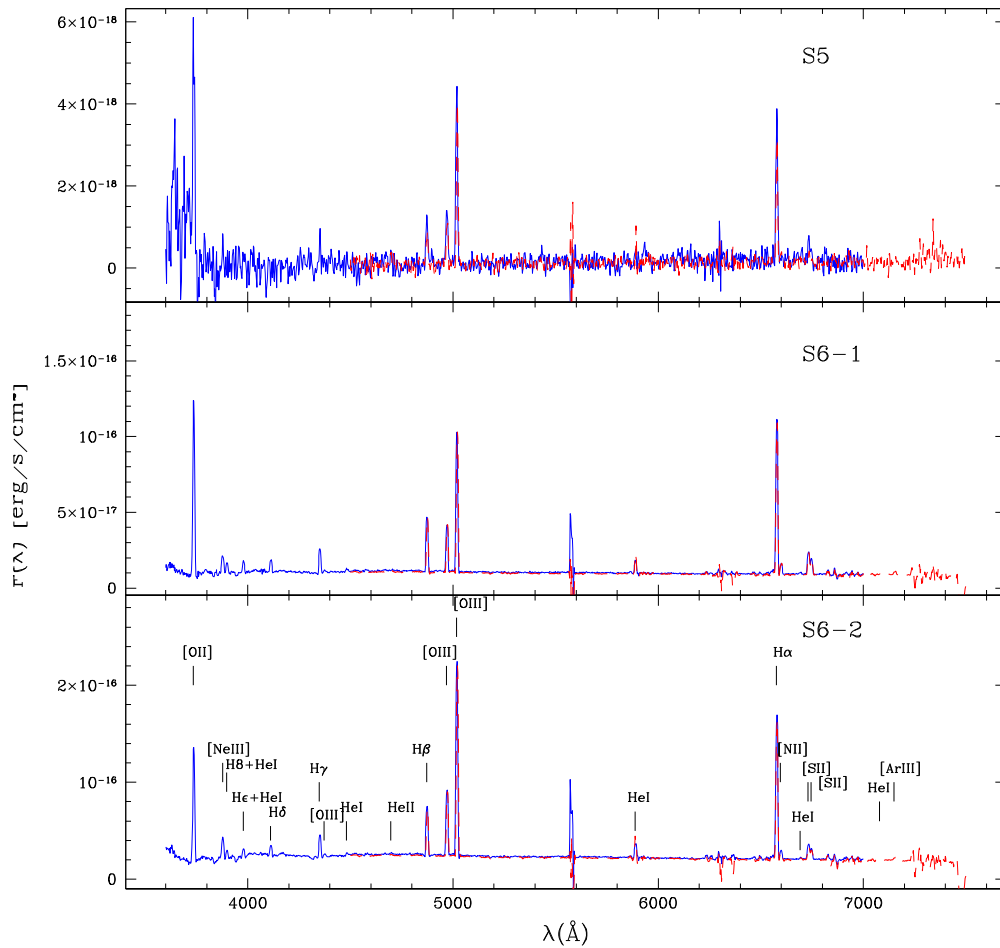 6×10⁻¹⁸
S5
4×10⁻¹⁸
2×10⁻¹⁸
0
S6−1
1.5×10⁻¹⁶
10⁻¹⁶
5×10⁻¹⁷
0
r(λ) [erg/s/cm²]
[OIII]
S6−2
[OII]
[OIII]
Hα
2×10⁻¹⁶
[NeIII]
Hβ
[NII]
H8+HeI
Hγ
[SII]
[ArIII]
10⁻¹⁶
[SII]
HeI
Hε+HeI
HeI
HeII
HeI
Hδ
[OIII]
HeI
0
4000
5000
6000
7000
λ(Å)